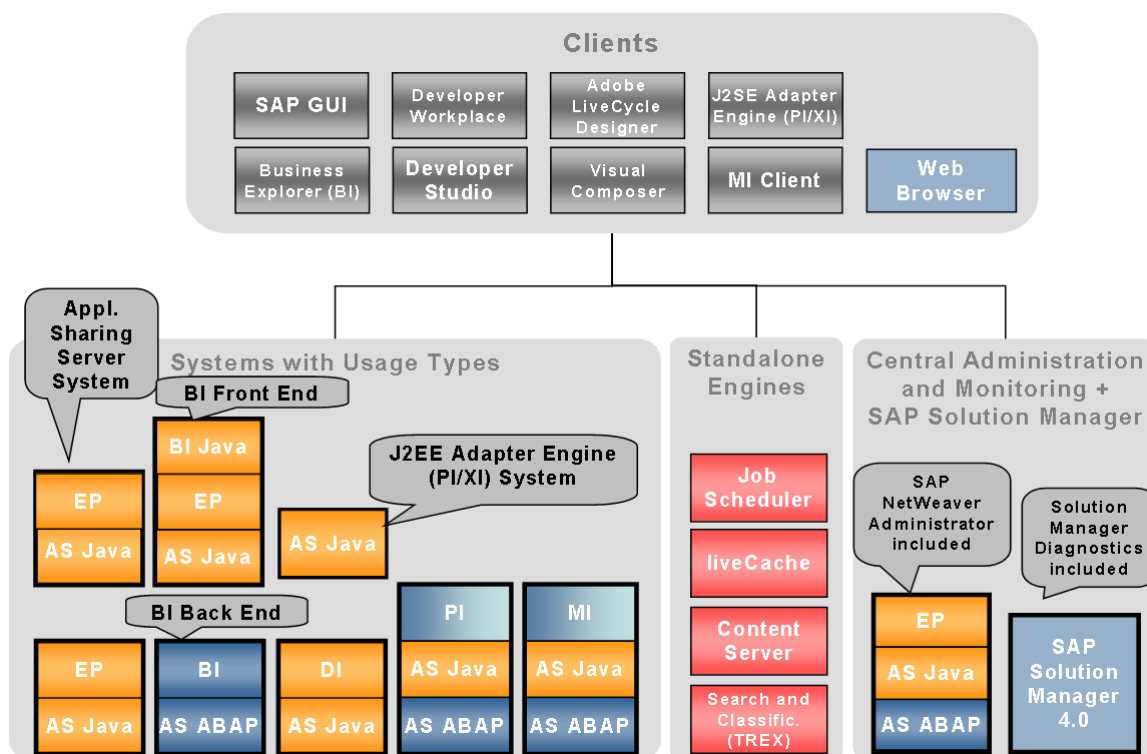 Clients
SAP GUI
Developer
Workplace
Adobe
LiveCycle
Designer
J2SE Adapter
Engine (PI/XI)
Business
Explorer (BI)
Developer
Studio
Visual
Composer
MI Client
Web
Browser
Appl.
Sharing
Server
System
Systems with Usage Types
BI Front End
BI Java
EP
AS Java
EP
AS Java
J2EE Adapter Engine
(PI/XI) System
AS Java
BI Back End
EP
AS Java
BI
AS ABAP
DI
AS Java
PI
AS Java
AS ABAP
MI
AS Java
AS ABAP
Standalone
Engines
Job
Scheduler
liveCache
Content
Server
Search and
Classific.
(TREX)
Central Administration
and Monitoring +
SAP Solution Manager
SAP
NetWeaver
Administrator
included
Solution
Manager
Diagnostics
included
EP
AS Java
AS ABAP
SAP
Solution
Manager
4.0